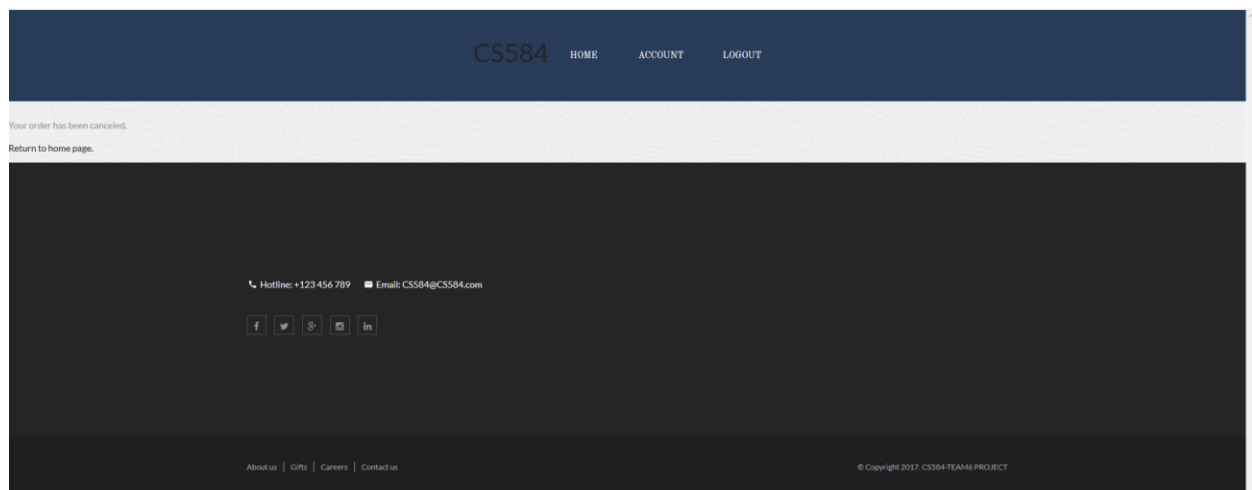 CS584 HOME ACCOUNT LOGOUT
Your order has been canceled.
Return to home page.
Hotline: +123 456 789 Email: CS584@CS584.com
About us | Gifts | Careers | Contact us © Copyright 2017. CS584-TEAM6 PROJECT